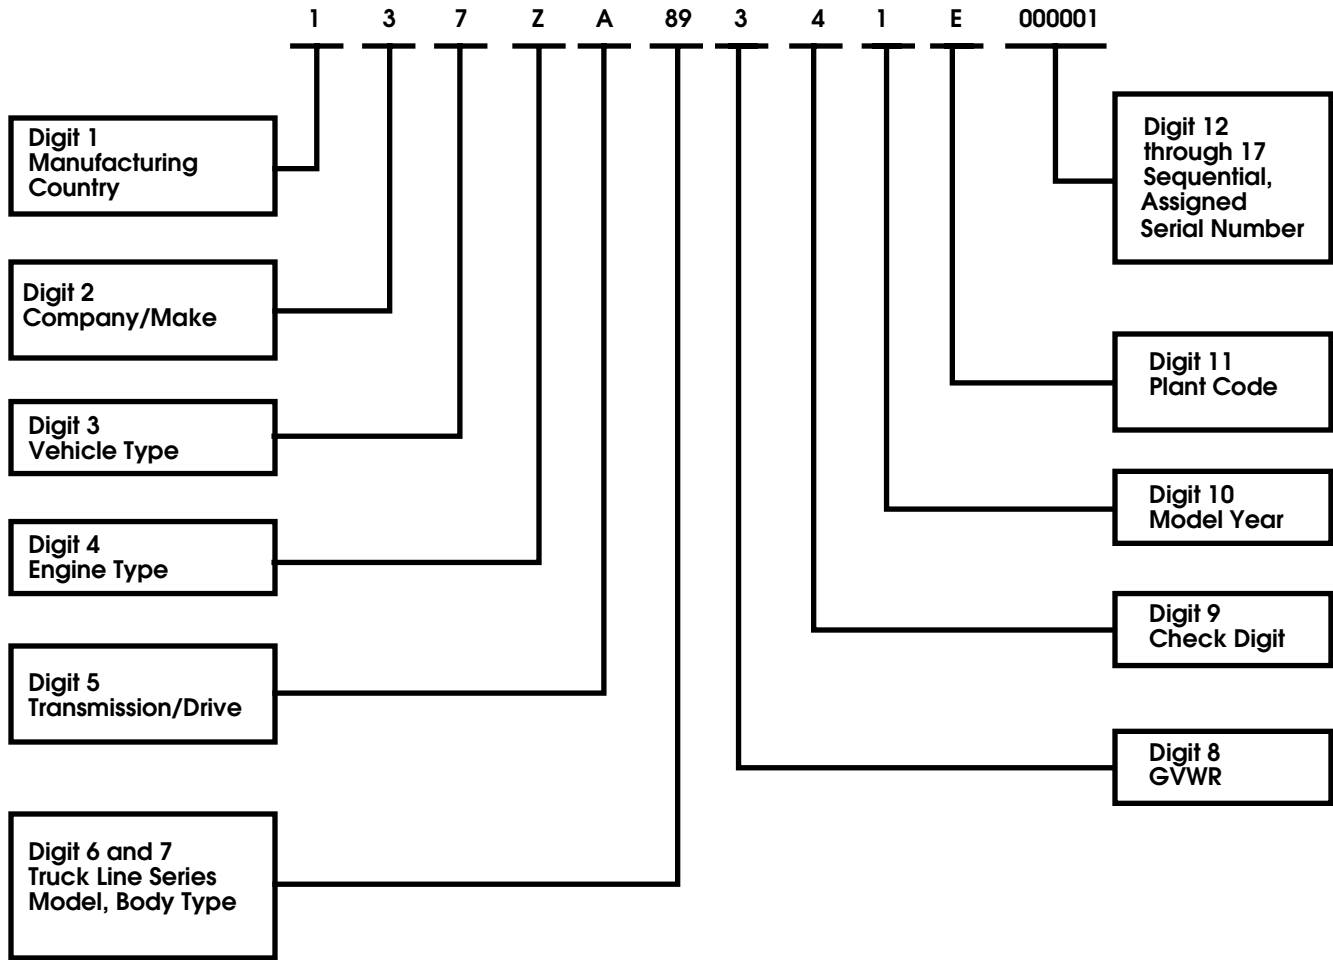 1 3 7 Z A 89 3 4 1 E 000001
Digit 1
Manufacturing
Country
Digit 2
Company/Make
Digit 3
Vehicle Type
Digit 4
Engine Type
Digit 5
Transmission/Drive
Digit 6 and 7
Truck Line Series
Model, Body Type
Digit 12
through 17
Sequential,
Assigned
Serial Number
Digit 11
Plant Code
Digit 10
Model Year
Digit 9
Check Digit
Digit 8
GVWR